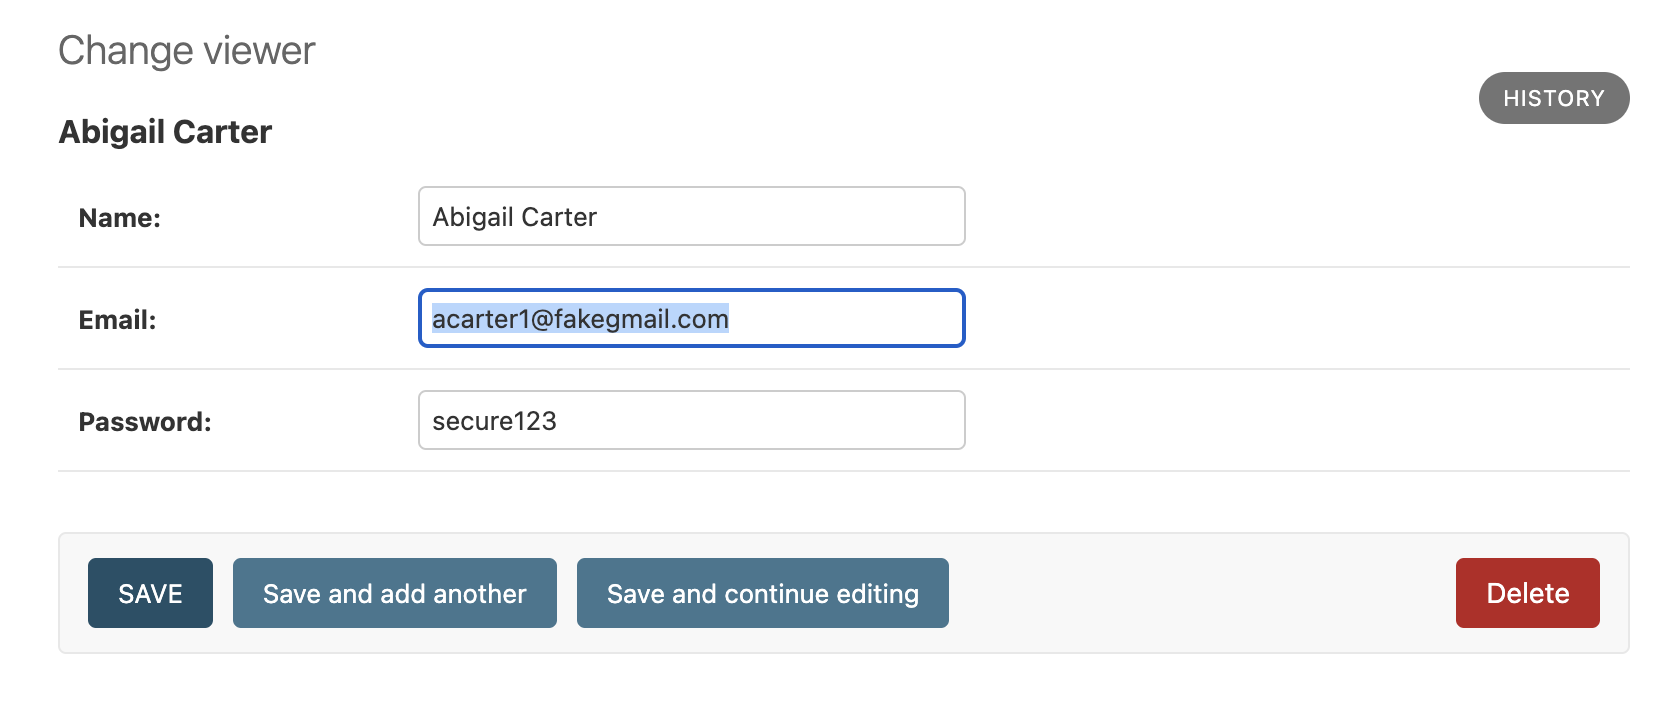 Change viewer
HISTORY
Abigail Carter
Name: Abigail Carter
Email: acarter1@fakegmail.com
Password: secure123
SAVE Save and add another Save and continue editing Delete